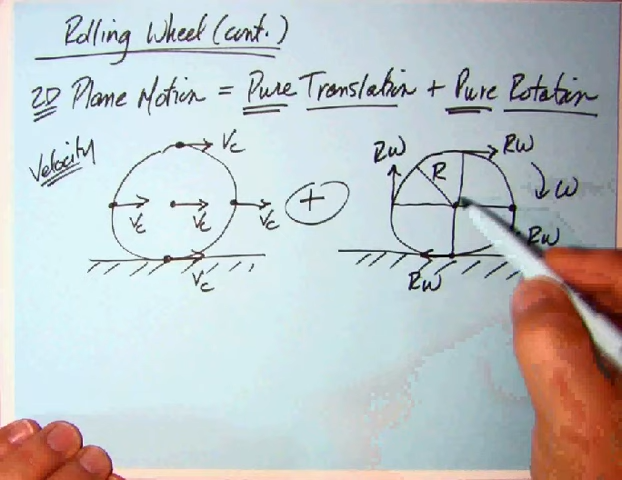 Rolling Wheel (cont.)
2D Plane Motion = Pure Translation + Pure Rotation
Velocity
Vc
Vc
Vc
Vc
Vc
+
Rω
Rω
R
ω
Rω
Rω